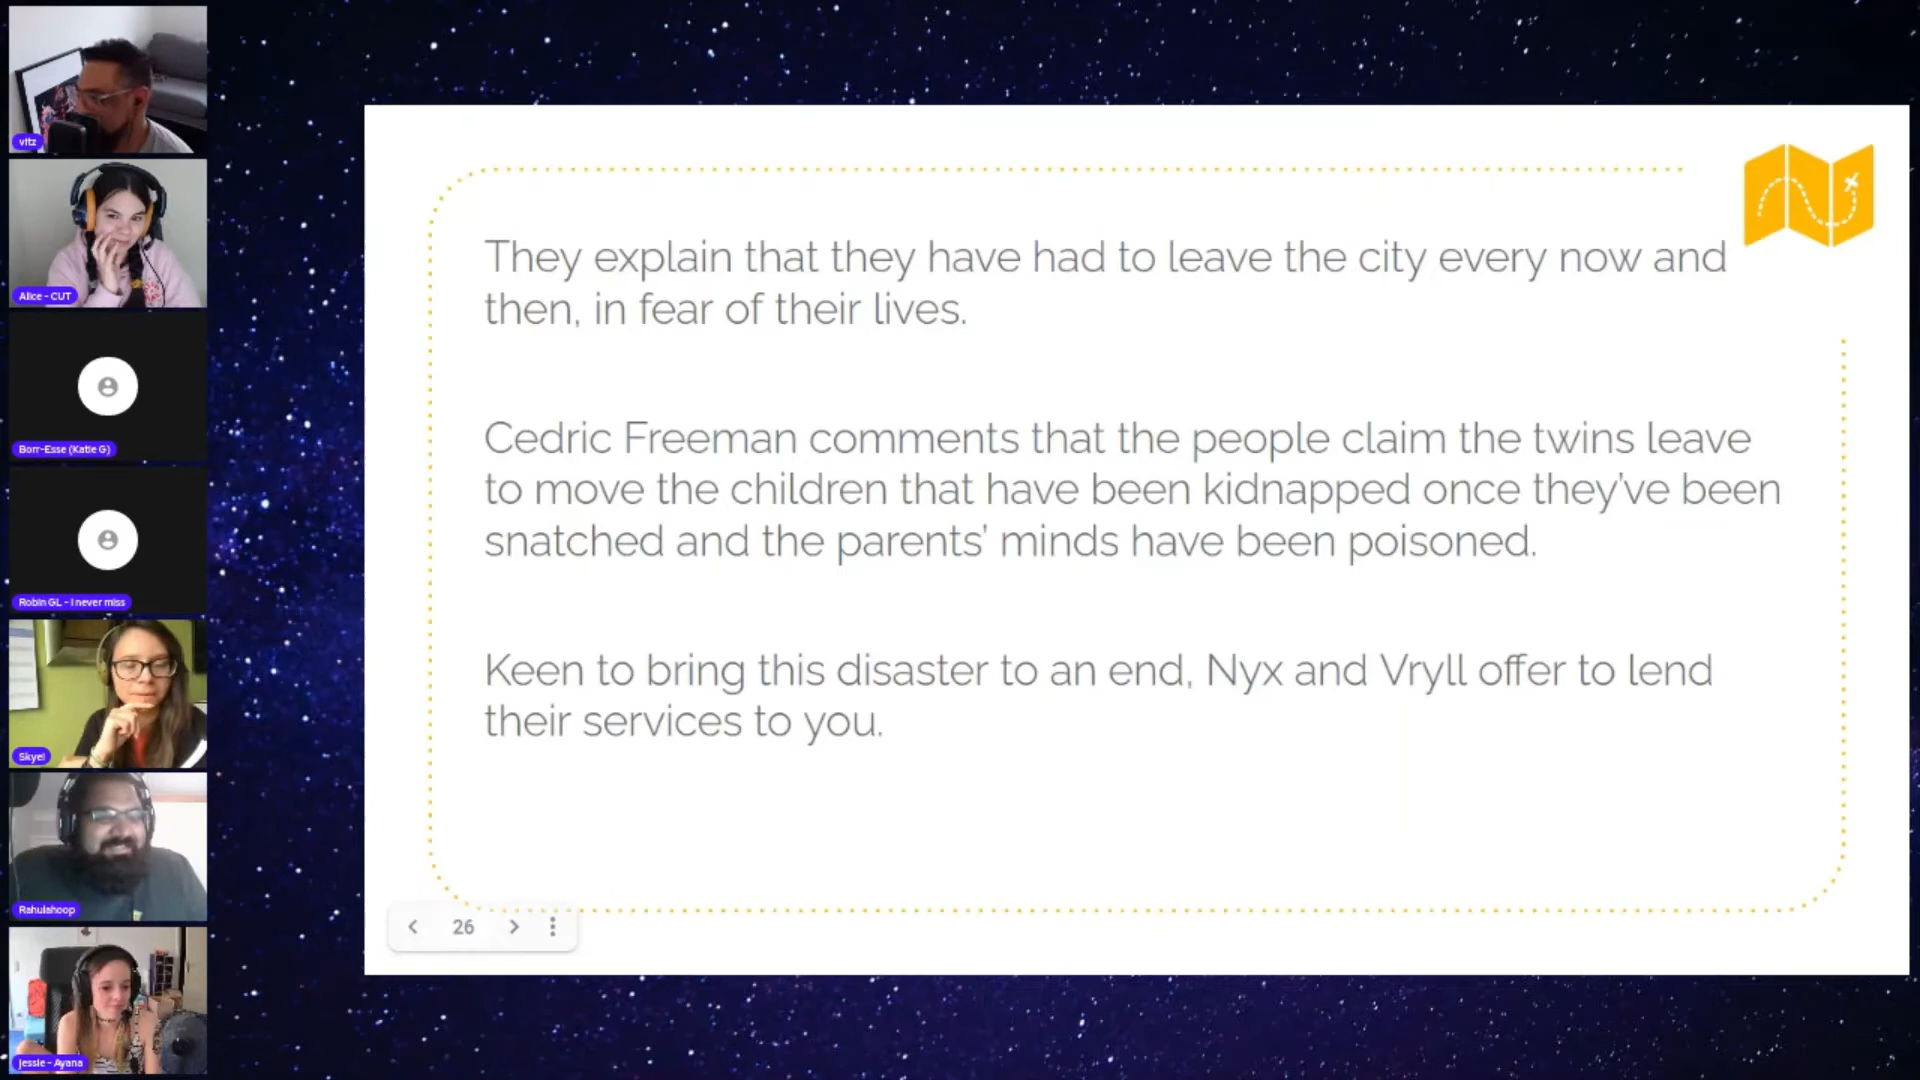 vitz
Alice - CUT
Borr-Esse (Katie G)
Robin GL - I never miss
Skyel
Rahulahoop
Jessie - Ayana
They explain that they have had to leave the city every now and
then, in fear of their lives.
Cedric Freeman comments that the people claim the twins leave
to move the children that have been kidnapped once they’ve been
snatched and the parents’ minds have been poisoned.
Keen to bring this disaster to an end, Nyx and Vryll offer to lend
their services to you.
26